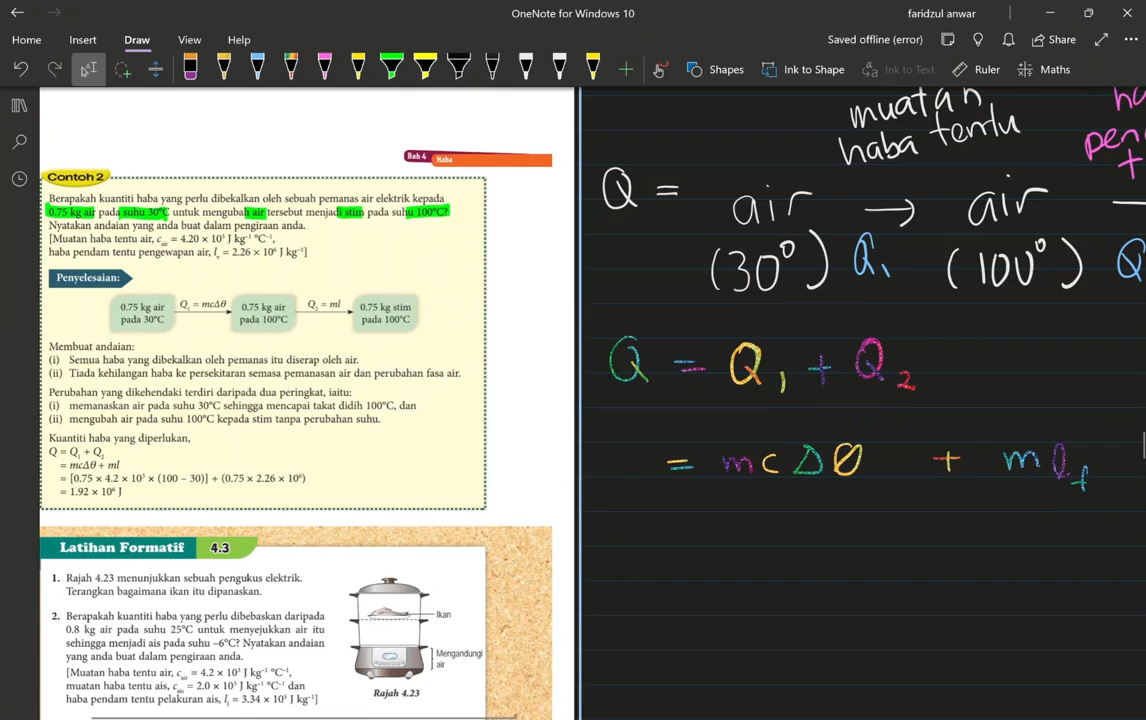 OneNote for Windows 10
faridzul anwar
Home Insert Draw View Help
Saved offline (error)
Share
Shapes
Ink to Shape
Ink to Text
Ruler
Maths
Bab 4 Haba
Contoh 2
Berapakah kuantiti haba yang perlu dibekalkan oleh sebuah pemanas air elektrik kepada
0.75 kg air pada suhu 30°C untuk mengubah air tersebut menjadi stim pada suhu 100°C?
Nyatakan andaian yang anda buat dalam pengiraan anda.
[Muatan haba tentu air, c_air = 4.20 × 10³ J kg⁻¹ °C⁻¹,
haba pendam tentu pengewapan air, l_v = 2.26 × 10⁶ J kg⁻¹]
Penyelesaian:
0.75 kg air
pada 30°C
Q₁ = mcΔθ
0.75 kg air
pada 100°C
Q₂ = ml
0.75 kg stim
pada 100°C
Membuat andaian:
(i) Semua haba yang dibekalkan oleh pemanas itu diserap oleh air.
(ii) Tiada kehilangan haba ke persekitaran semasa pemanasan air dan perubahan fasa air.
Perubahan yang dikehendaki terdiri daripada dua peringkat, iaitu:
(i) memanaskan air pada suhu 30°C sehingga mencapai takat didih 100°C, dan
(ii) mengubah air pada suhu 100°C kepada stim tanpa perubahan suhu.
Kuantiti haba yang diperlukan,
Q = Q₁ + Q₂
= mcΔθ + ml
= [0.75 × 4.2 × 10³ × (100 – 30)] + (0.75 × 2.26 × 10⁶)
= 1.92 × 10⁶ J
Latihan Formatif 4.3
1. Rajah 4.23 menunjukkan sebuah pengukus elektrik.
Terangkan bagaimana ikan itu dipanaskan.
2. Berapakah kuantiti haba yang perlu dibebaskan daripada
0.8 kg air pada suhu 25°C untuk menyejukkan air itu
sehingga menjadi ais pada suhu –6°C? Nyatakan andaian
yang anda buat dalam pengiraan anda.
[Muatan haba tentu air, c_air = 4.2 × 10³ J kg⁻¹ °C⁻¹,
muatan haba tentu ais, c_ais = 2.0 × 10³ J kg⁻¹ °C⁻¹ dan
haba pendam tentu pelakuran ais, l_f = 3.34 × 10⁵ J kg⁻¹]
Ikan
Mengandungi
air
Rajah 4.23
muatan
haba tentu
Q = air → air
(30°) Q₁ (100°) Q
Q = Q₁ + Q₂
= mcΔθ + ml_f